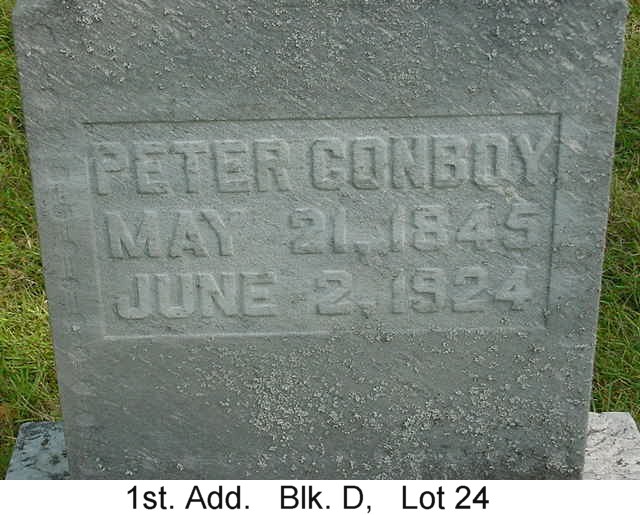 PETER CONBOY
MAY 21, 1845
JUNE 2, 1924
1st. Add. Blk. D, Lot 24